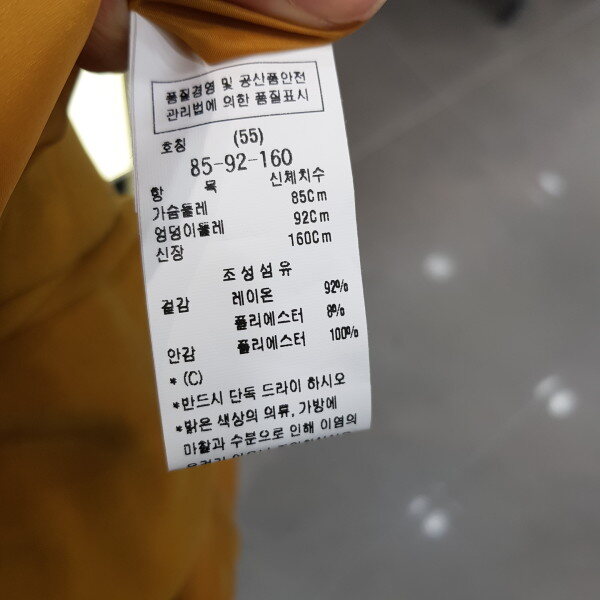 품질경영 및 공산품안전
관리법에 의한 품질표시
호칭 (55)
85-92-160
항 목 신체치수
가슴둘레 85Cm
엉덩이둘레 92Cm
신장 160Cm
조성섬유
겉감 레이온 92%
폴리에스터 8%
안감 폴리에스터 100%
* (C)
*반드시 단독 드라이 하시오
*밝은 색상의 의류, 가방에
마찰과 수분으로 인해 이염의